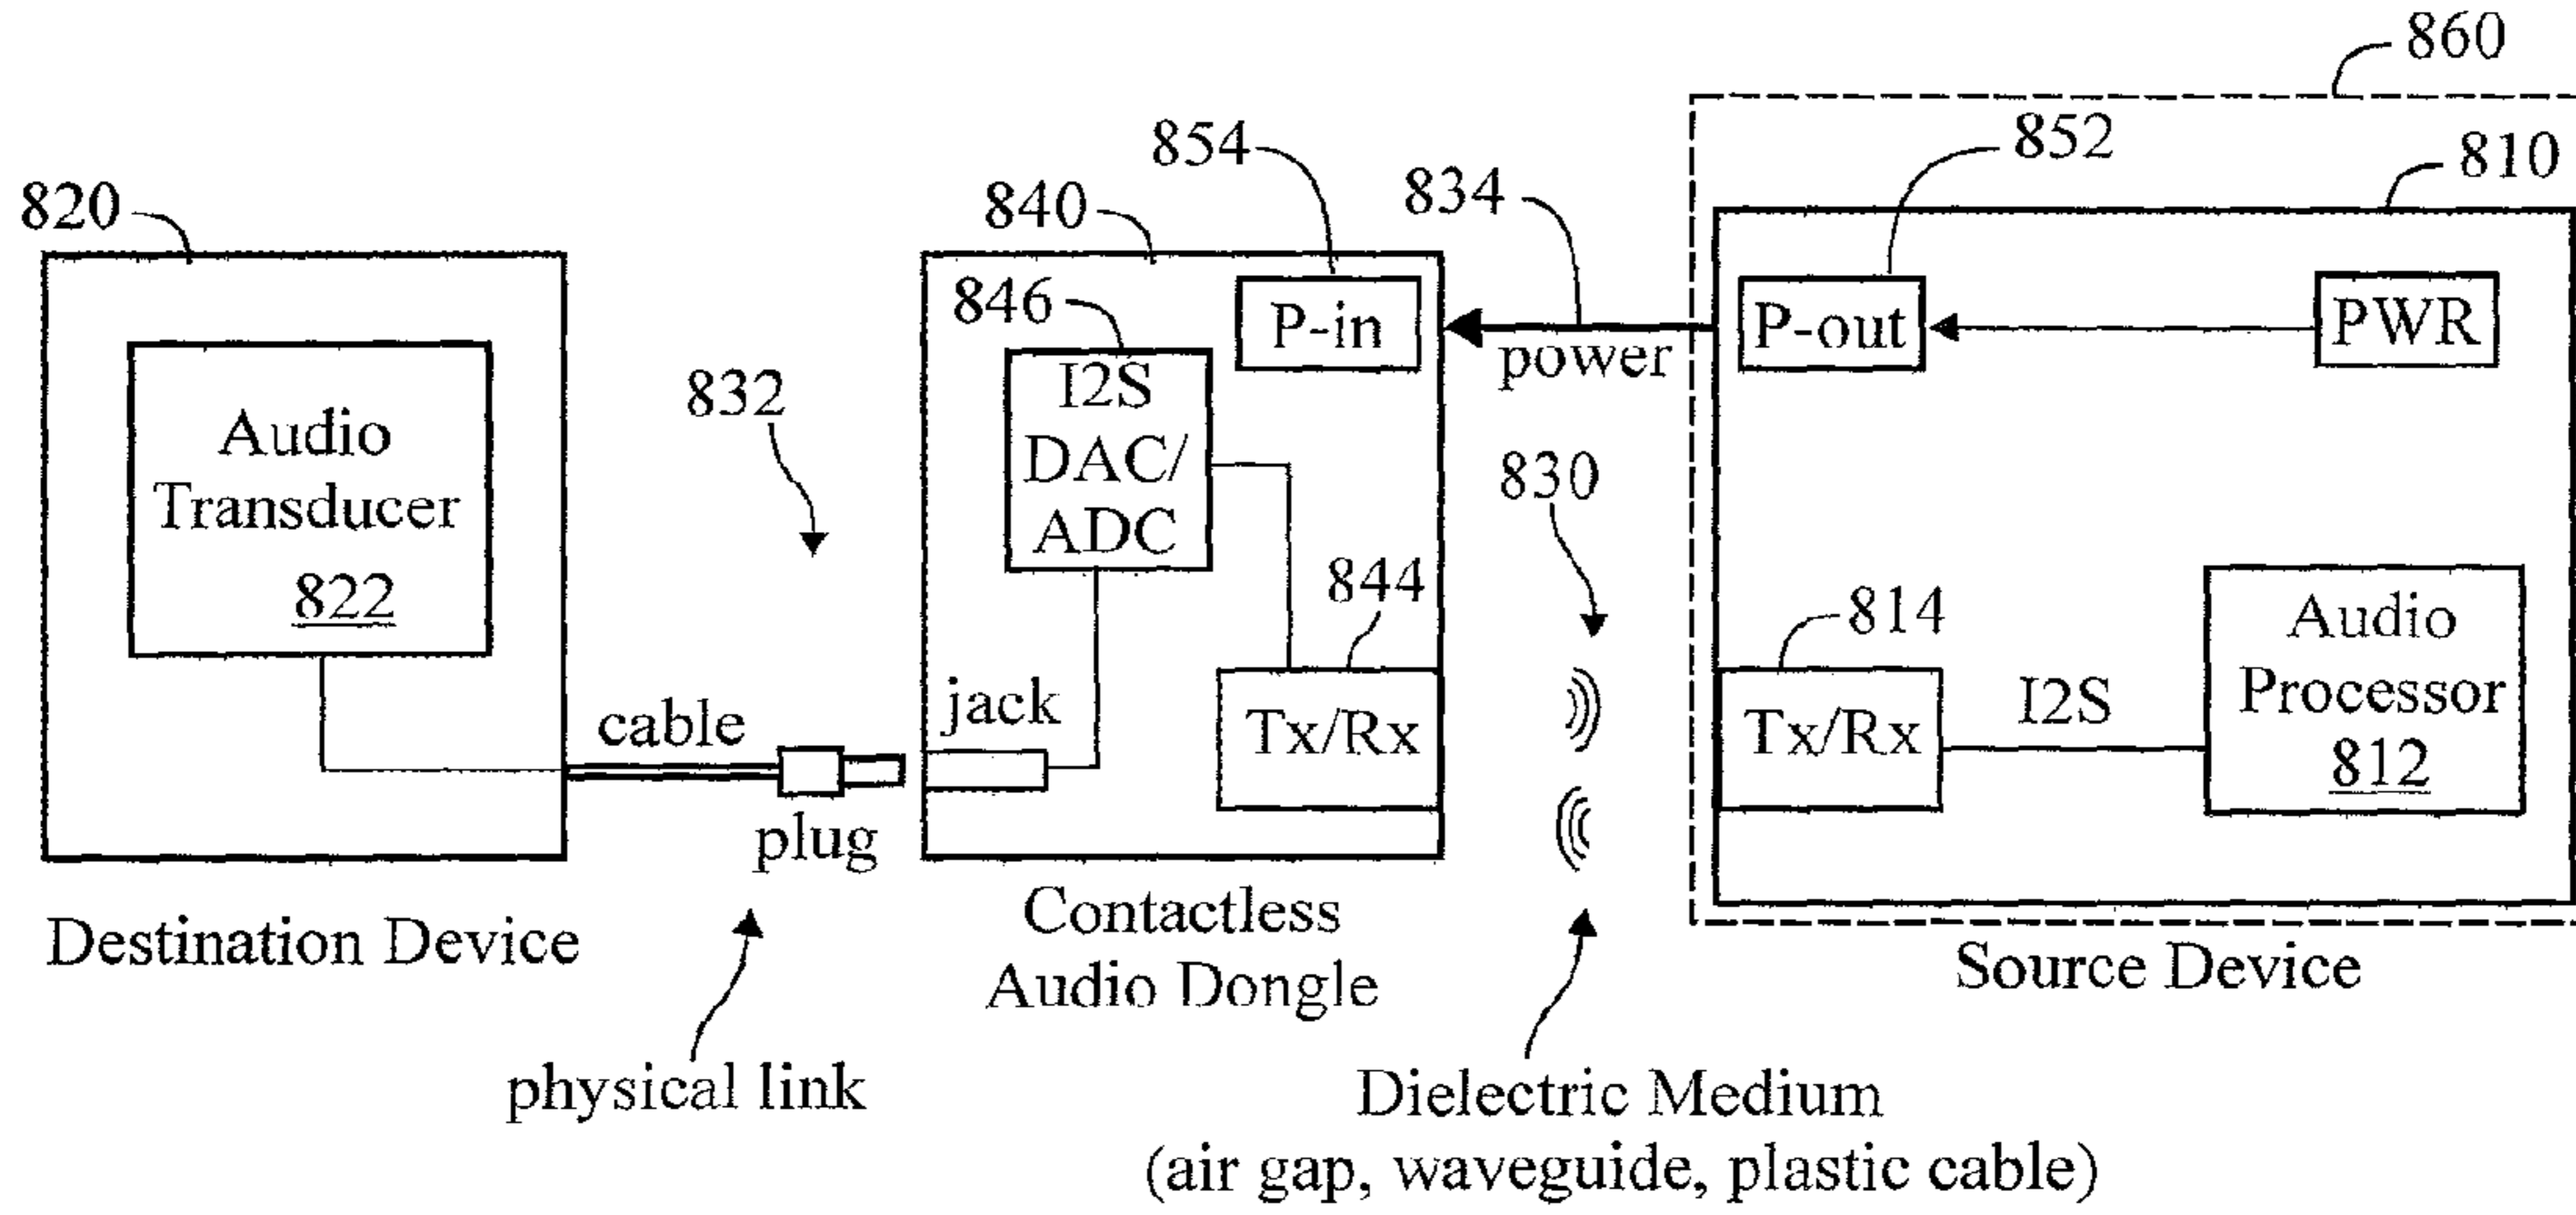 860
854
852
810
820
840
834
846
P-in
P-out
PWR
power
I2S
DAC/
ADC
832
830
Audio
Transducer
822
844
814
Audio
Processor
812
jack
cable
plug
Tx/Rx
Tx/Rx
I2S
Destination Device
Contactless
Audio Dongle
Source Device
physical link
Dielectric Medium
(air gap, waveguide, plastic cable)